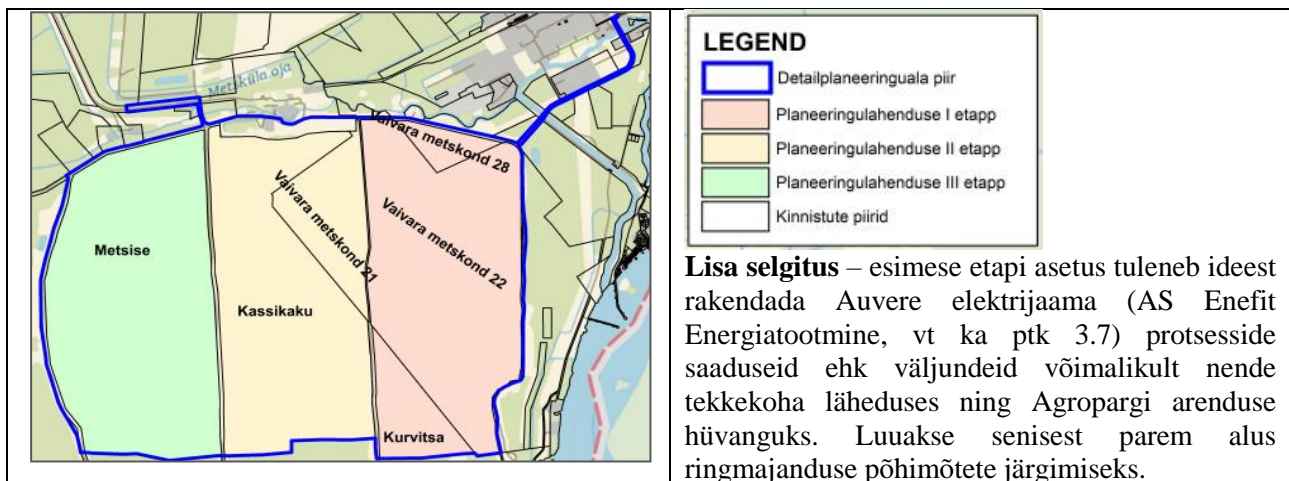 Metsküla oja
Vaivara metskond 28
Vaivara metskond 22
Vaivara metskond 21
Metsise
Kassikaku
Kurvitsa
LEGEND
Detailplaneeringuala piir
Planeeringulahenduse I etapp
Planeeringulahenduse II etapp
Planeeringulahenduse III etapp
Kinnistute piirid
Lisa selgitus – esimese etapi asetus tuleneb ideest
rakendada Auvere elektrijaama (AS Enefit
Energiatootmine, vt ka ptk 3.7) protsesside
saaduseid ehk väljundeid võimalikult nende
tekkekoha läheduses ning Agropargi arenduse
hüvanguks. Luuakse senisest parem alus
ringmajanduse põhimõtete järgimiseks.